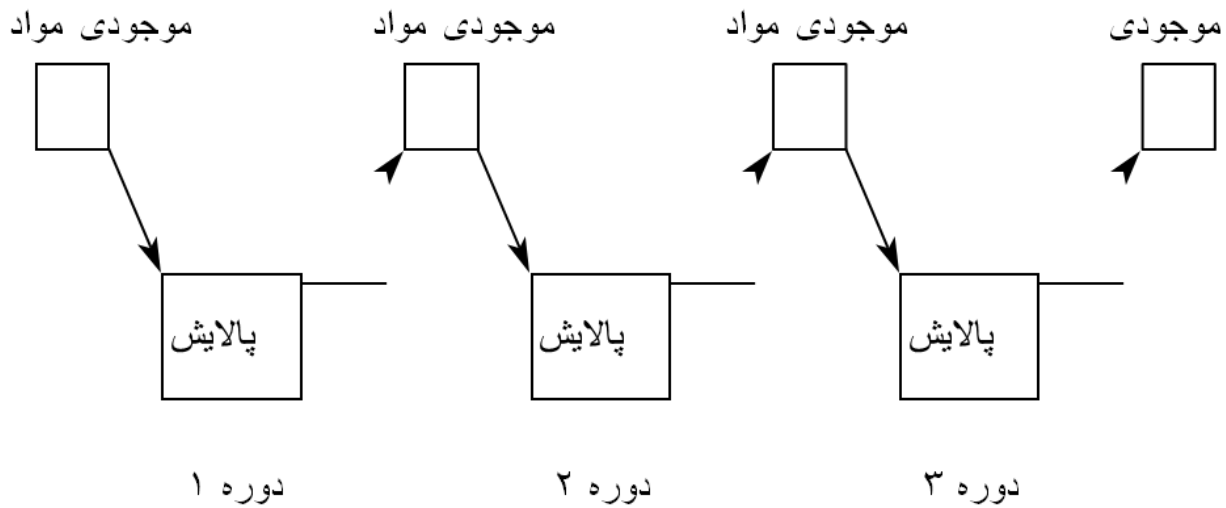 موجودی مواد
موجودی مواد
موجودی مواد
موجودی
پالایش
پالایش
پالایش
دوره ۱
دوره ۲
دوره ۳